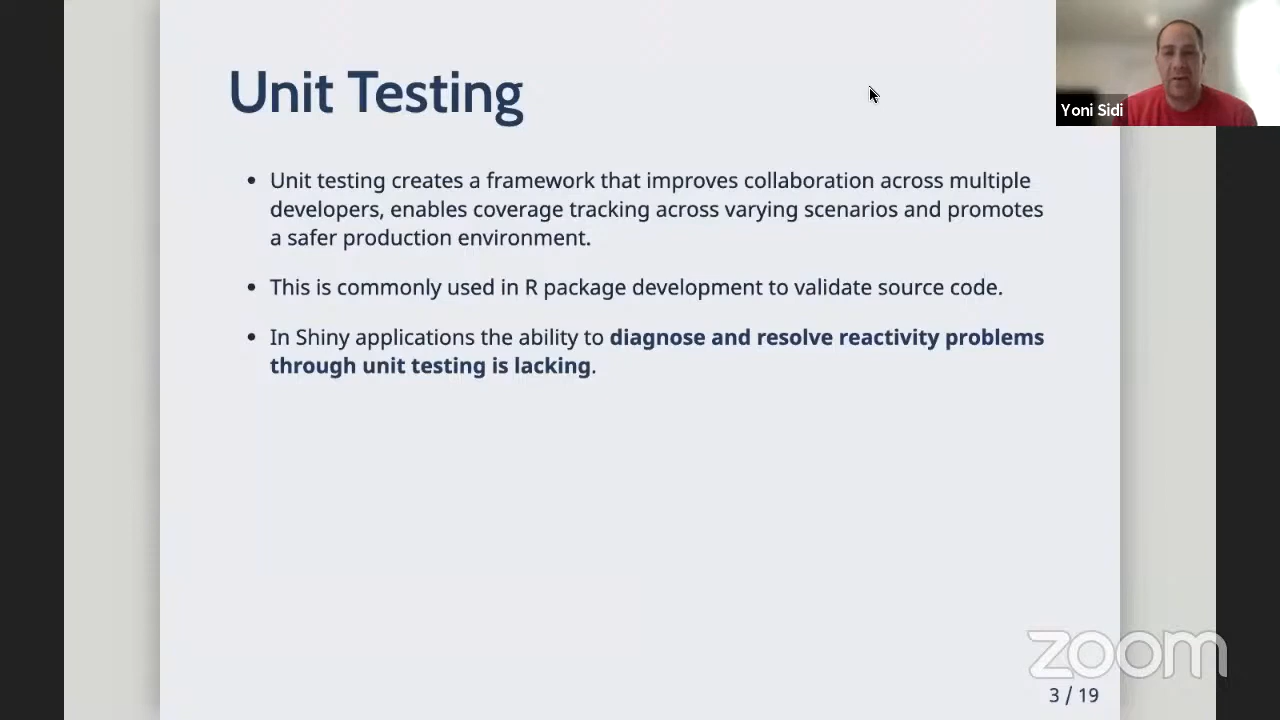 Unit Testing
Yoni Sidi
• Unit testing creates a framework that improves collaboration across multiple
developers, enables coverage tracking across varying scenarios and promotes
a safer production environment.
• This is commonly used in R package development to validate source code.
• In Shiny applications the ability to diagnose and resolve reactivity problems
through unit testing is lacking.
zoom
3 / 19